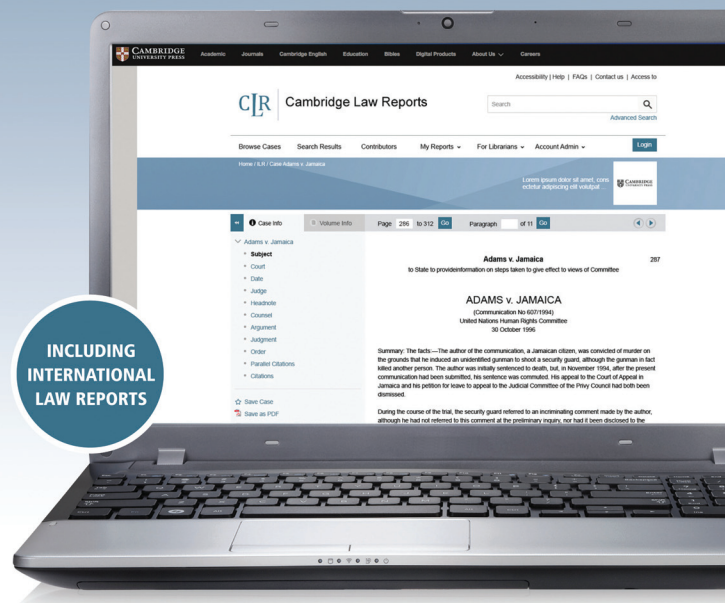 CAMBRIDGE
UNIVERSITY PRESS
Academic Journals Cambridge English Education Bibles Digital Products About Us Careers
Accessibility | Help | FAQs | Contact us | Access to
CLR Cambridge Law Reports
Search
Advanced Search
Browse Cases Search Results Contributors My Reports For Librarians Account Admin Login
Home / ILR / Case Adams v. Jamaica
Lorem ipsum dolor sit amet, cons
ectetur adipiscing elit volutpat ...
CAMBRIDGE
UNIVERSITY PRESS
Case Info Volume Info Page 286 to 312 Go Paragraph of 11 Go
Adams v. Jamaica
Subject
Court
Date
Judge
Headnote
Counsel
Argument
Judgment
Order
Parallel Citations
Citations
Save Case
Save as PDF
Adams v. Jamaica 287
to State to provideinformation on steps taken to give effect to views of Committee
ADAMS v. JAMAICA
(Communication No 607/1994)
United Nations Human Rights Committee
30 October 1996
Summary: The facts:—The author of the communication, a Jamaican citizen, was convicted of murder on
the grounds that he induced an unidentified gunman to shoot a security guard, although the gunman in fact
killed another person. The author was initially sentenced to death, but, in November 1994, after the present
communication had been submitted, his sentence was commuted. His appeal to the Court of Appeal in
Jamaica and his petition for leave to appeal to the Judicial Committee of the Privy Council had both been
dismissed.
During the course of the trial, the security guard referred to an incriminating comment made by the author,
although he had not referred to this comment at the preliminary inquiry, nor had it been disclosed to the
INCLUDING
INTERNATIONAL
LAW REPORTS